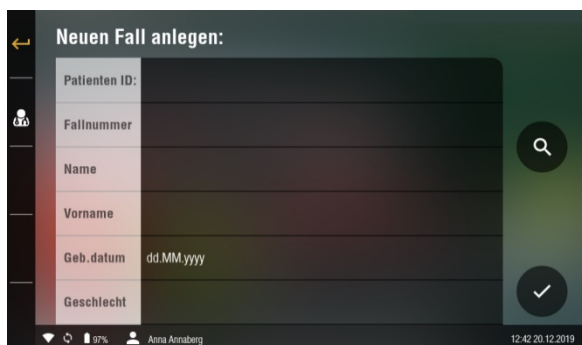 Neuen Fall anlegen:
Patienten ID:
Fallnummer
Name
Vorname
Geb.datum dd.MM.yyyy
Geschlecht
97% Anna Annaberg 12:42 20.12.2019